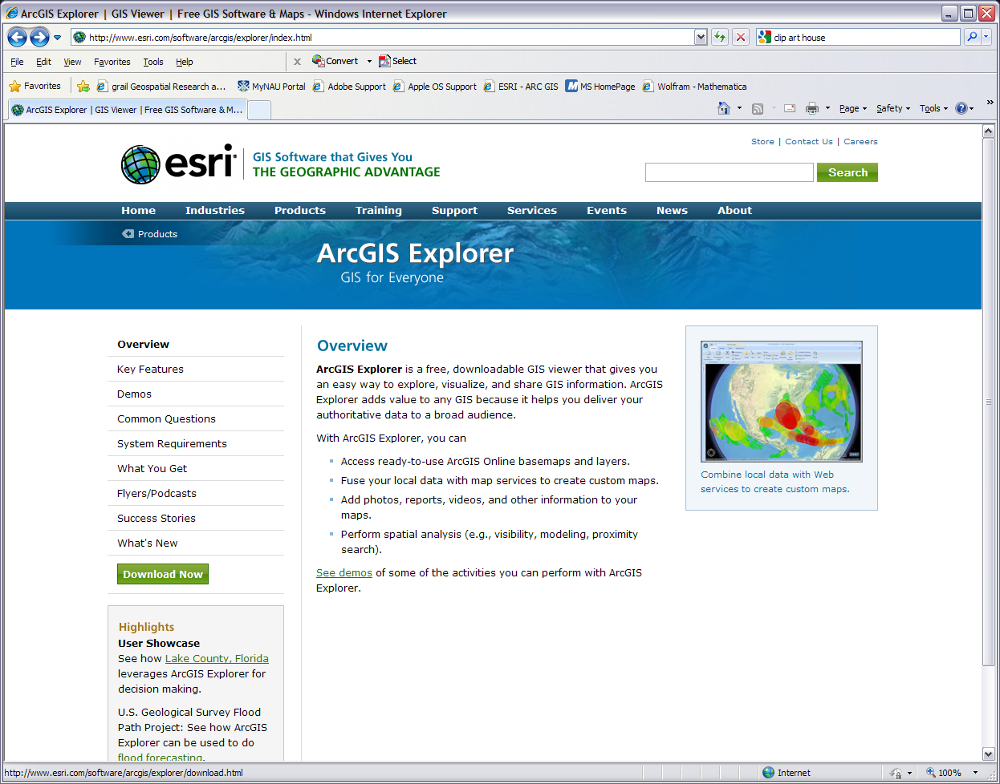 ArcGIS Explorer | GIS Viewer | Free GIS Software & Maps - Windows Internet Explorer
http://www.esri.com/software/arcgis/explorer/index.html
clip art house
File Edit View Favorites Tools Help
x Convert Select
Favorites grail Geospatial Research a... MyNAU Portal Adobe Support Apple OS Support ESRI - ARC GIS MS HomePage Wolfram - Mathematica
ArcGIS Explorer | GIS Viewer | Free GIS Software & M...
Page Safety Tools
Store | Contact Us | Careers
esri
GIS Software that Gives You
THE GEOGRAPHIC ADVANTAGE
Search
Home Industries Products Training Support Services Events News About
Products
ArcGIS Explorer
GIS for Everyone
Overview
Key Features
Demos
Common Questions
System Requirements
What You Get
Flyers/Podcasts
Success Stories
What's New
Download Now
Highlights
User Showcase
See how Lake County, Florida
leverages ArcGIS Explorer for
decision making.
U.S. Geological Survey Flood
Path Project: See how ArcGIS
Explorer can be used to do
flood forecasting.
Overview
ArcGIS Explorer is a free, downloadable GIS viewer that gives you
an easy way to explore, visualize, and share GIS information. ArcGIS
Explorer adds value to any GIS because it helps you deliver your
authoritative data to a broad audience.
With ArcGIS Explorer, you can
Access ready-to-use ArcGIS Online basemaps and layers.
Fuse your local data with map services to create custom maps.
Add photos, reports, videos, and other information to your
maps.
Perform spatial analysis (e.g., visibility, modeling, proximity
search).
See demos of some of the activities you can perform with ArcGIS
Explorer.
Combine local data with Web
services to create custom maps.
http://www.esri.com/software/arcgis/explorer/download.html
Internet
100%